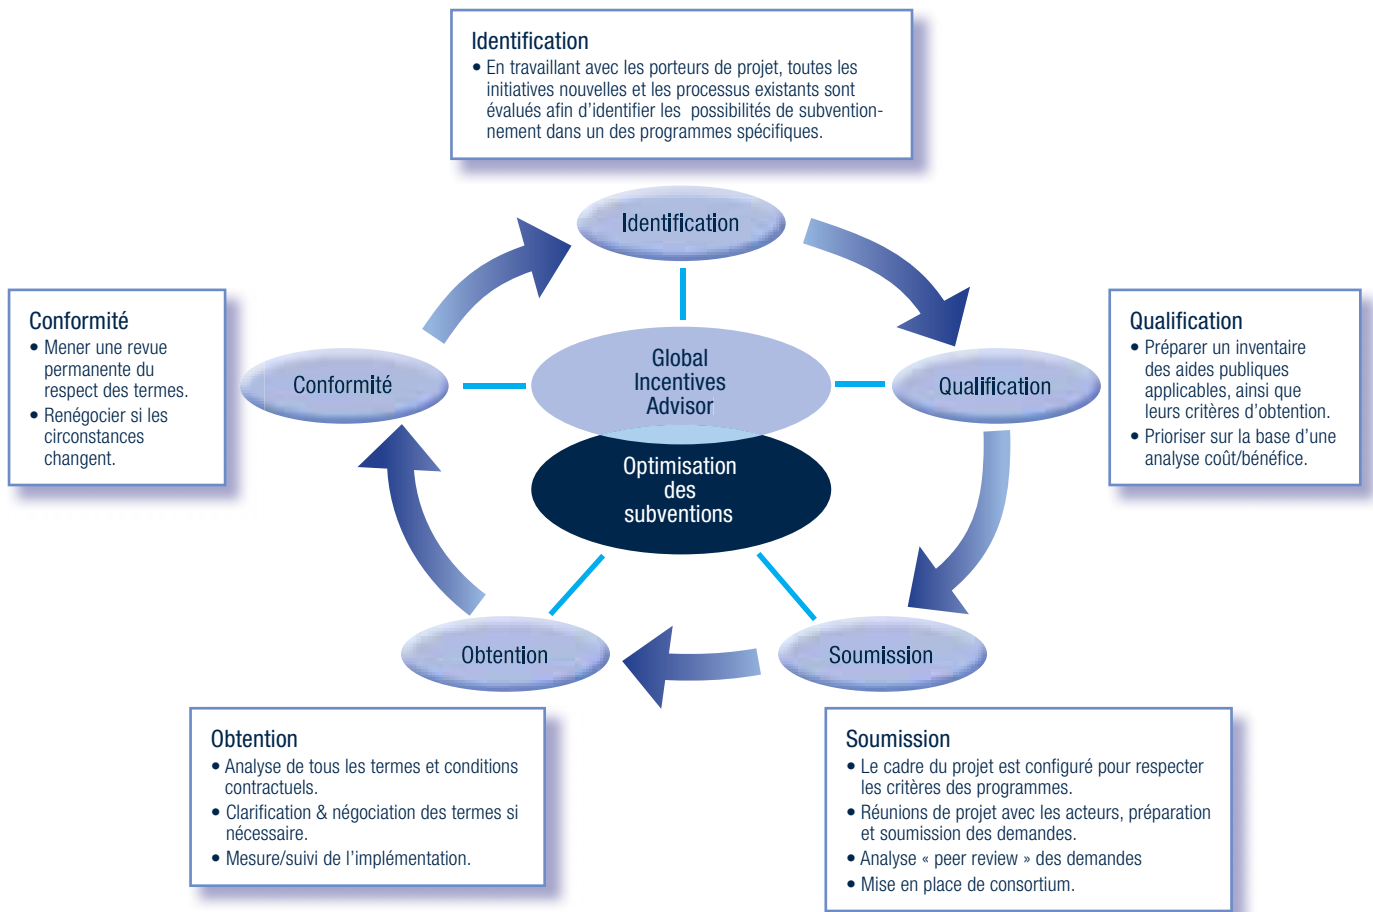 Identification
• En travaillant avec les porteurs de projet, toutes les
initiatives nouvelles et les processus existants sont
évalués afin d’identifier les possibilités de subvention-
nement dans un des programmes spécifiques.
Identification
Conformité
• Mener une revue
permanente du
respect des termes.
• Renégocier si les
circonstances
changent.
Conformité
Global
Incentives
Advisor
Qualification
Qualification
• Préparer un inventaire
des aides publiques
applicables, ainsi que
leurs critères d’obtention.
• Prioriser sur la base d’une
analyse coût/bénéfice.
Optimisation
des
subventions
Obtention
Soumission
Obtention
• Analyse de tous les termes et conditions
contractuels.
• Clarification & négociation des termes si
nécessaire.
• Mesure/suivi de l’implémentation.
Soumission
• Le cadre du projet est configuré pour respecter
les critères des programmes.
• Réunions de projet avec les acteurs, préparation
et soumission des demandes.
• Analyse « peer review » des demandes
• Mise en place de consortium.